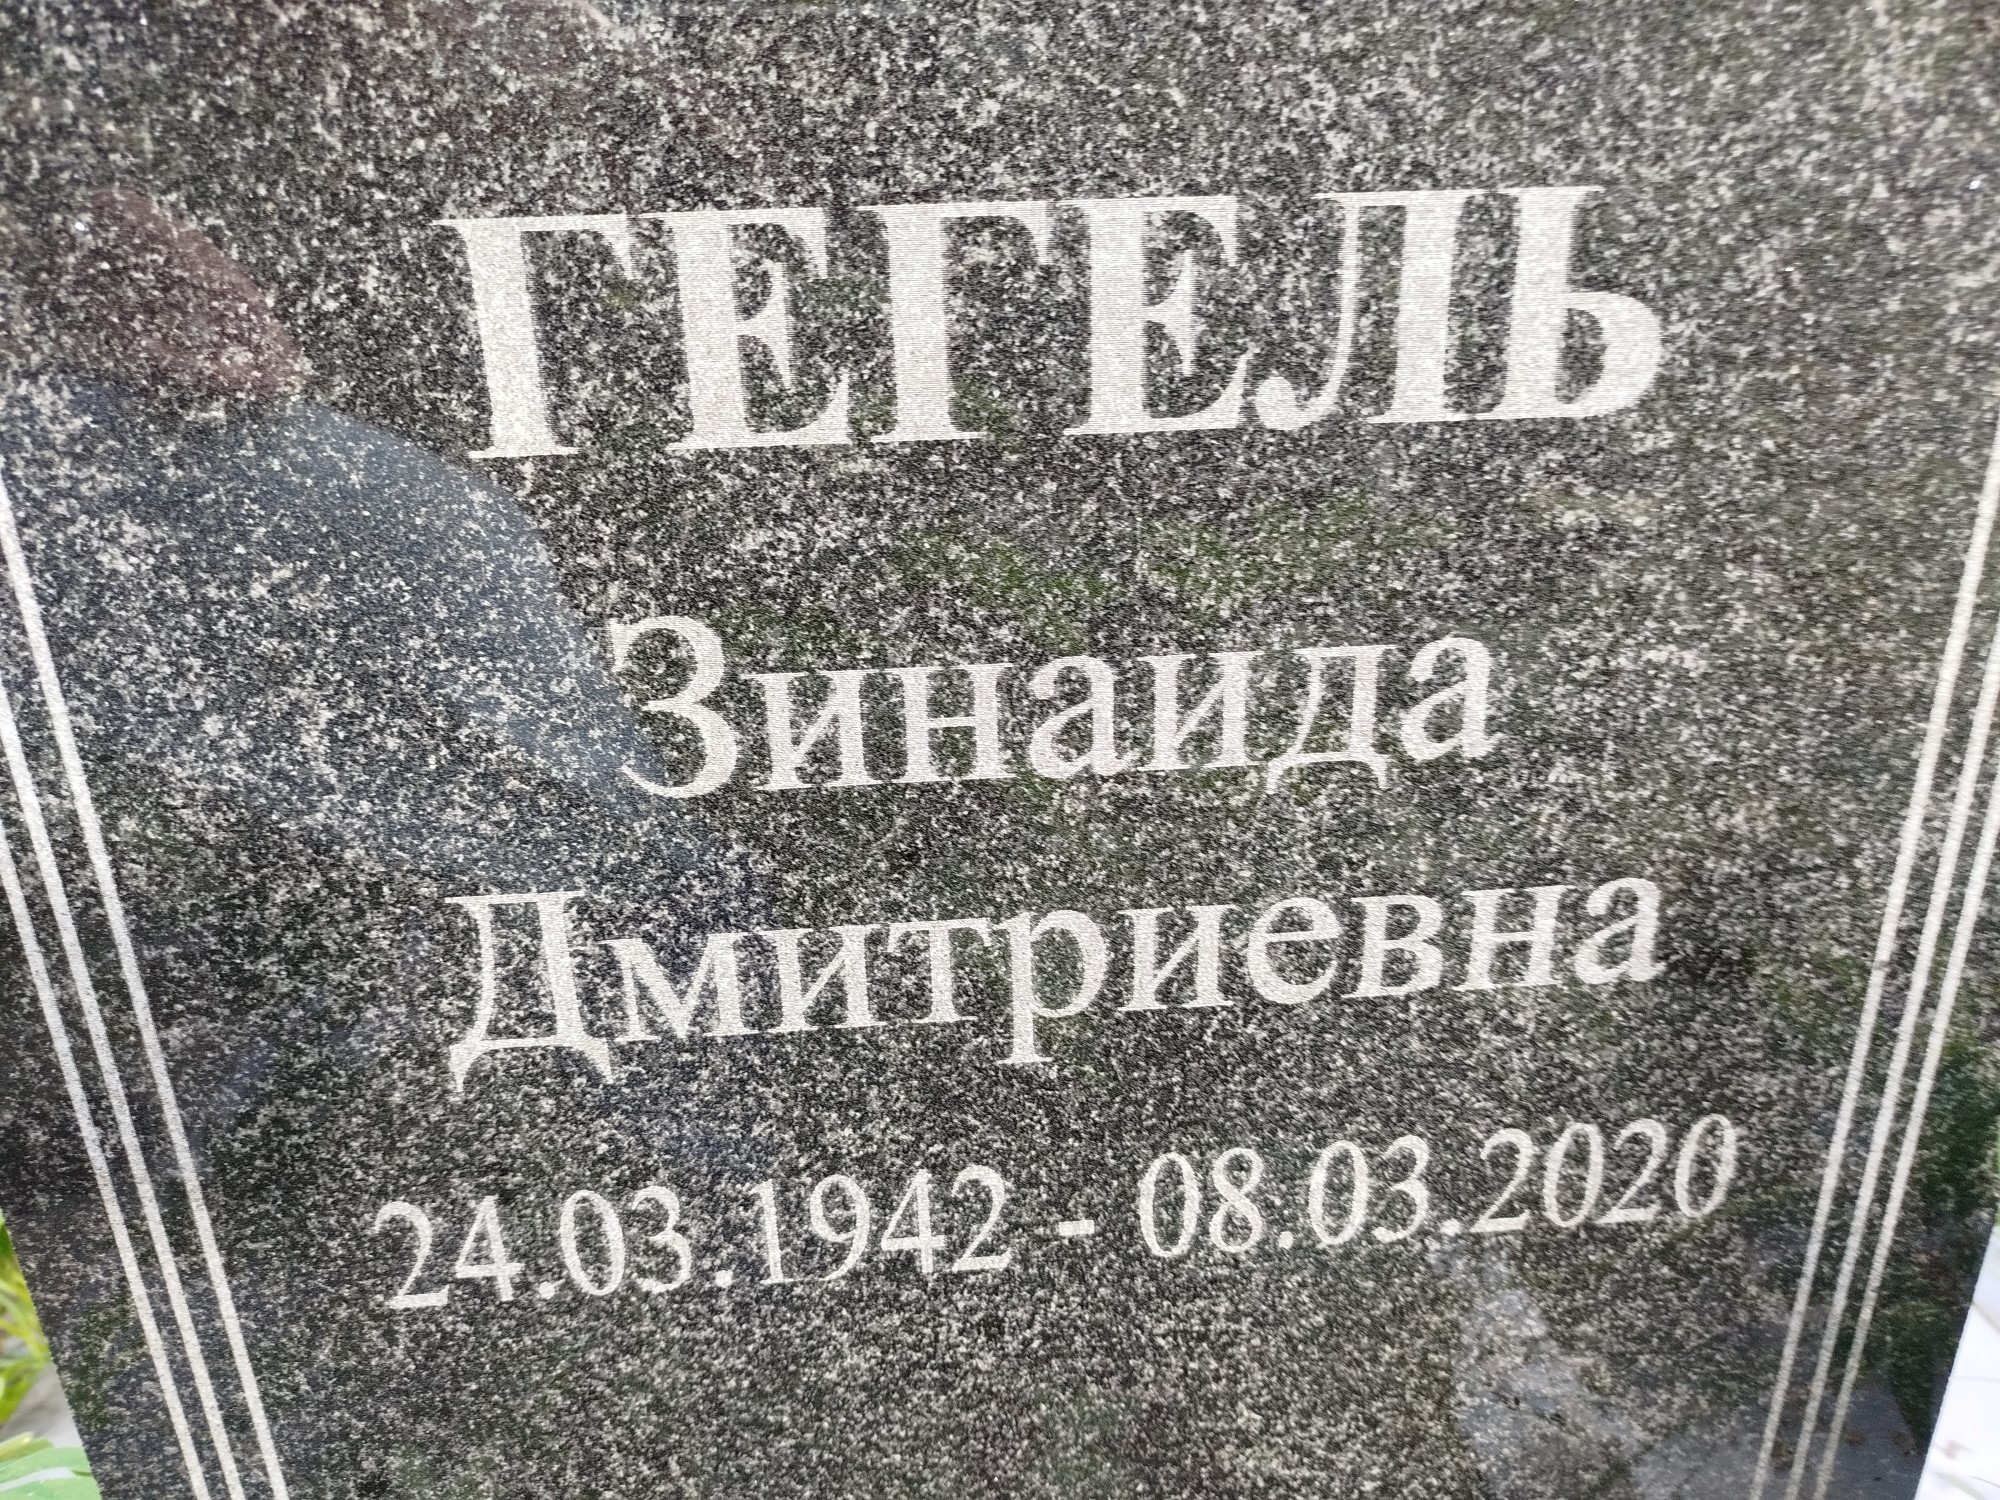 ГЕГЕЛЬ
Зинаида
Дмитриевна
24.03.1942 - 08.03.2020